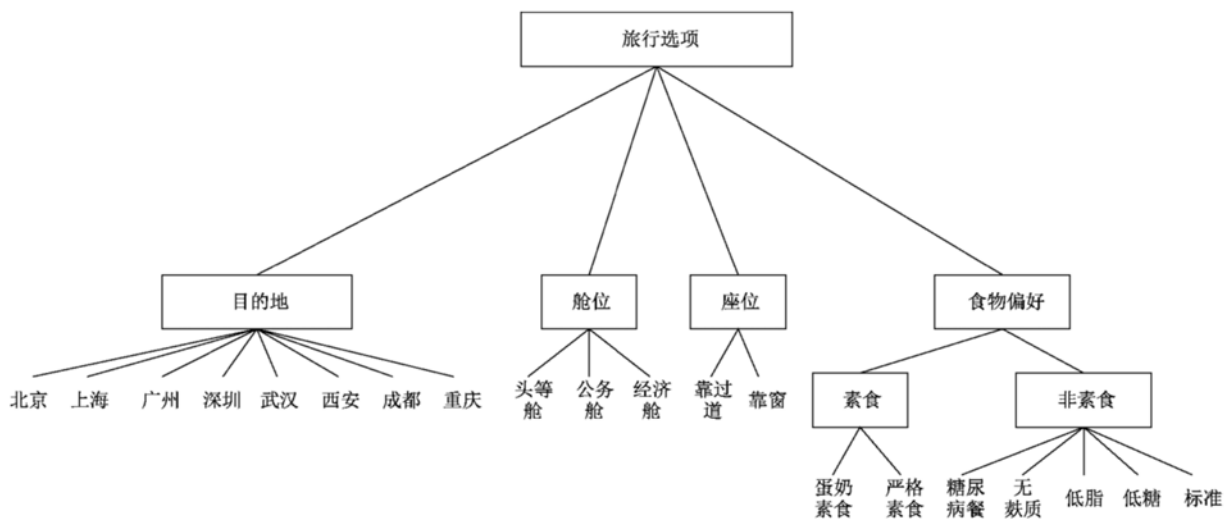 旅行选项
目的地
舱位
座位
食物偏好
北京
上海
广州
深圳
武汉
西安
成都
重庆
头等
舱
公务
舱
经济
舱
靠过
道
靠窗
素食
非素食
蛋奶
素食
严格
素食
糖尿
病餐
无
麸质
低脂
低糖
标准